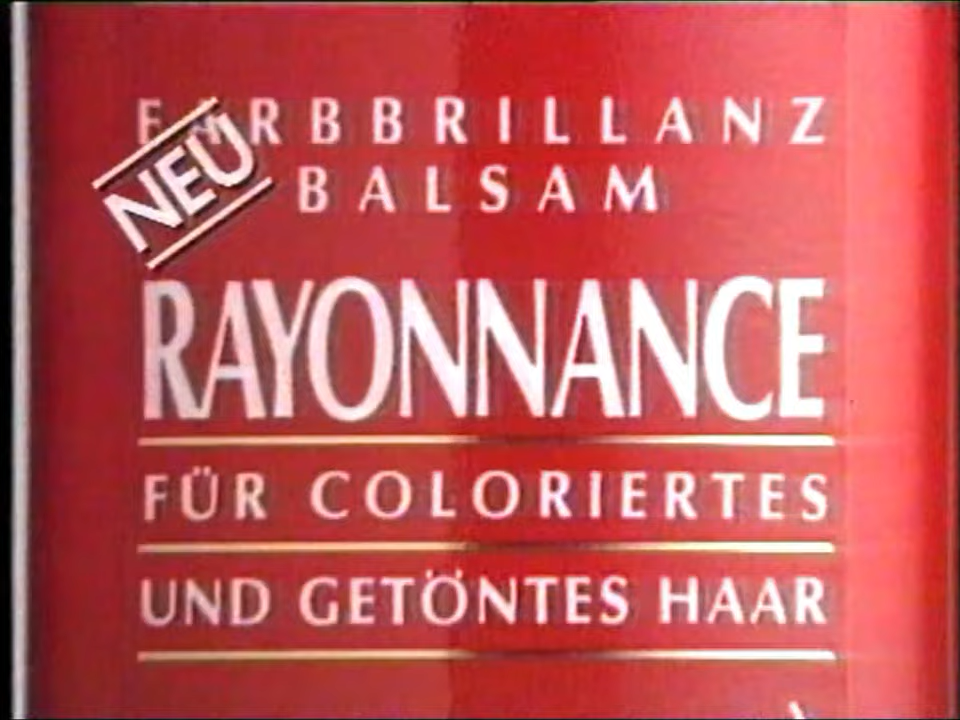 FARBBRILLANZ
NEU
BALSAM
RAYONNANCE
FÜR COLORIERTES
UND GETÖNTES HAAR